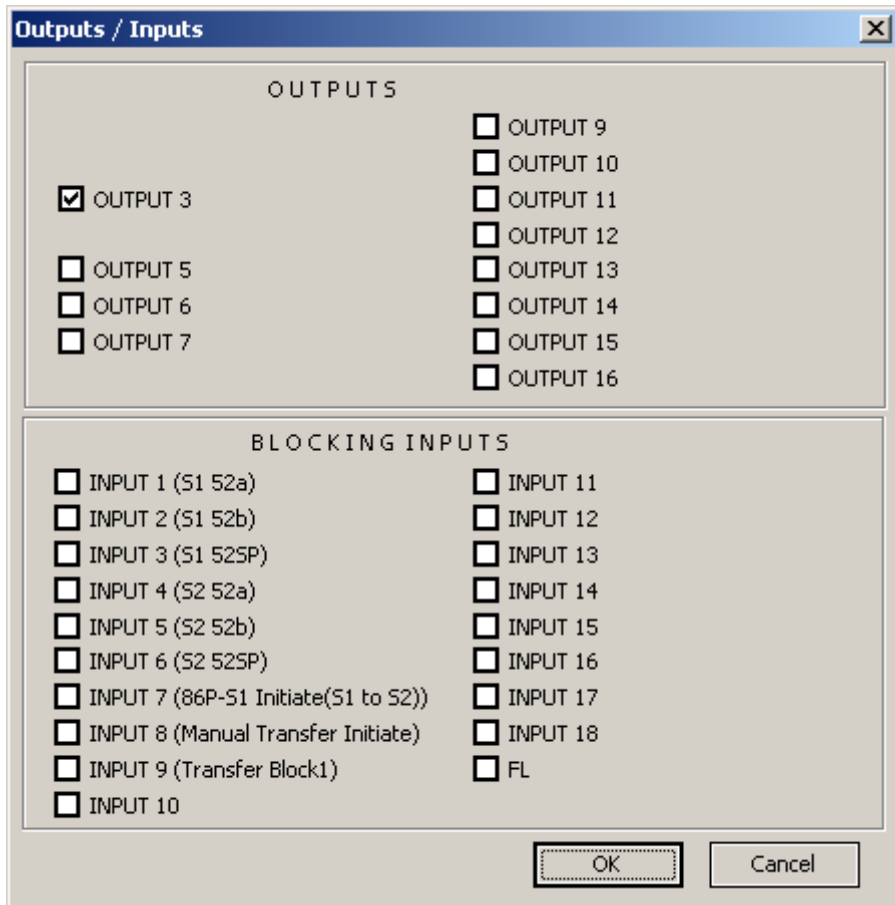 Outputs / Inputs
OUTPUTS
OUTPUT 3
OUTPUT 5
OUTPUT 6
OUTPUT 7
OUTPUT 9
OUTPUT 10
OUTPUT 11
OUTPUT 12
OUTPUT 13
OUTPUT 14
OUTPUT 15
OUTPUT 16
BLOCKING INPUTS
INPUT 1 (S1 52a)
INPUT 2 (S1 52b)
INPUT 3 (S1 52SP)
INPUT 4 (S2 52a)
INPUT 5 (S2 52b)
INPUT 6 (S2 52SP)
INPUT 7 (86P-S1 Initiate(S1 to S2))
INPUT 8 (Manual Transfer Initiate)
INPUT 9 (Transfer Block1)
INPUT 10
INPUT 11
INPUT 12
INPUT 13
INPUT 14
INPUT 15
INPUT 16
INPUT 17
INPUT 18
FL
OK
Cancel